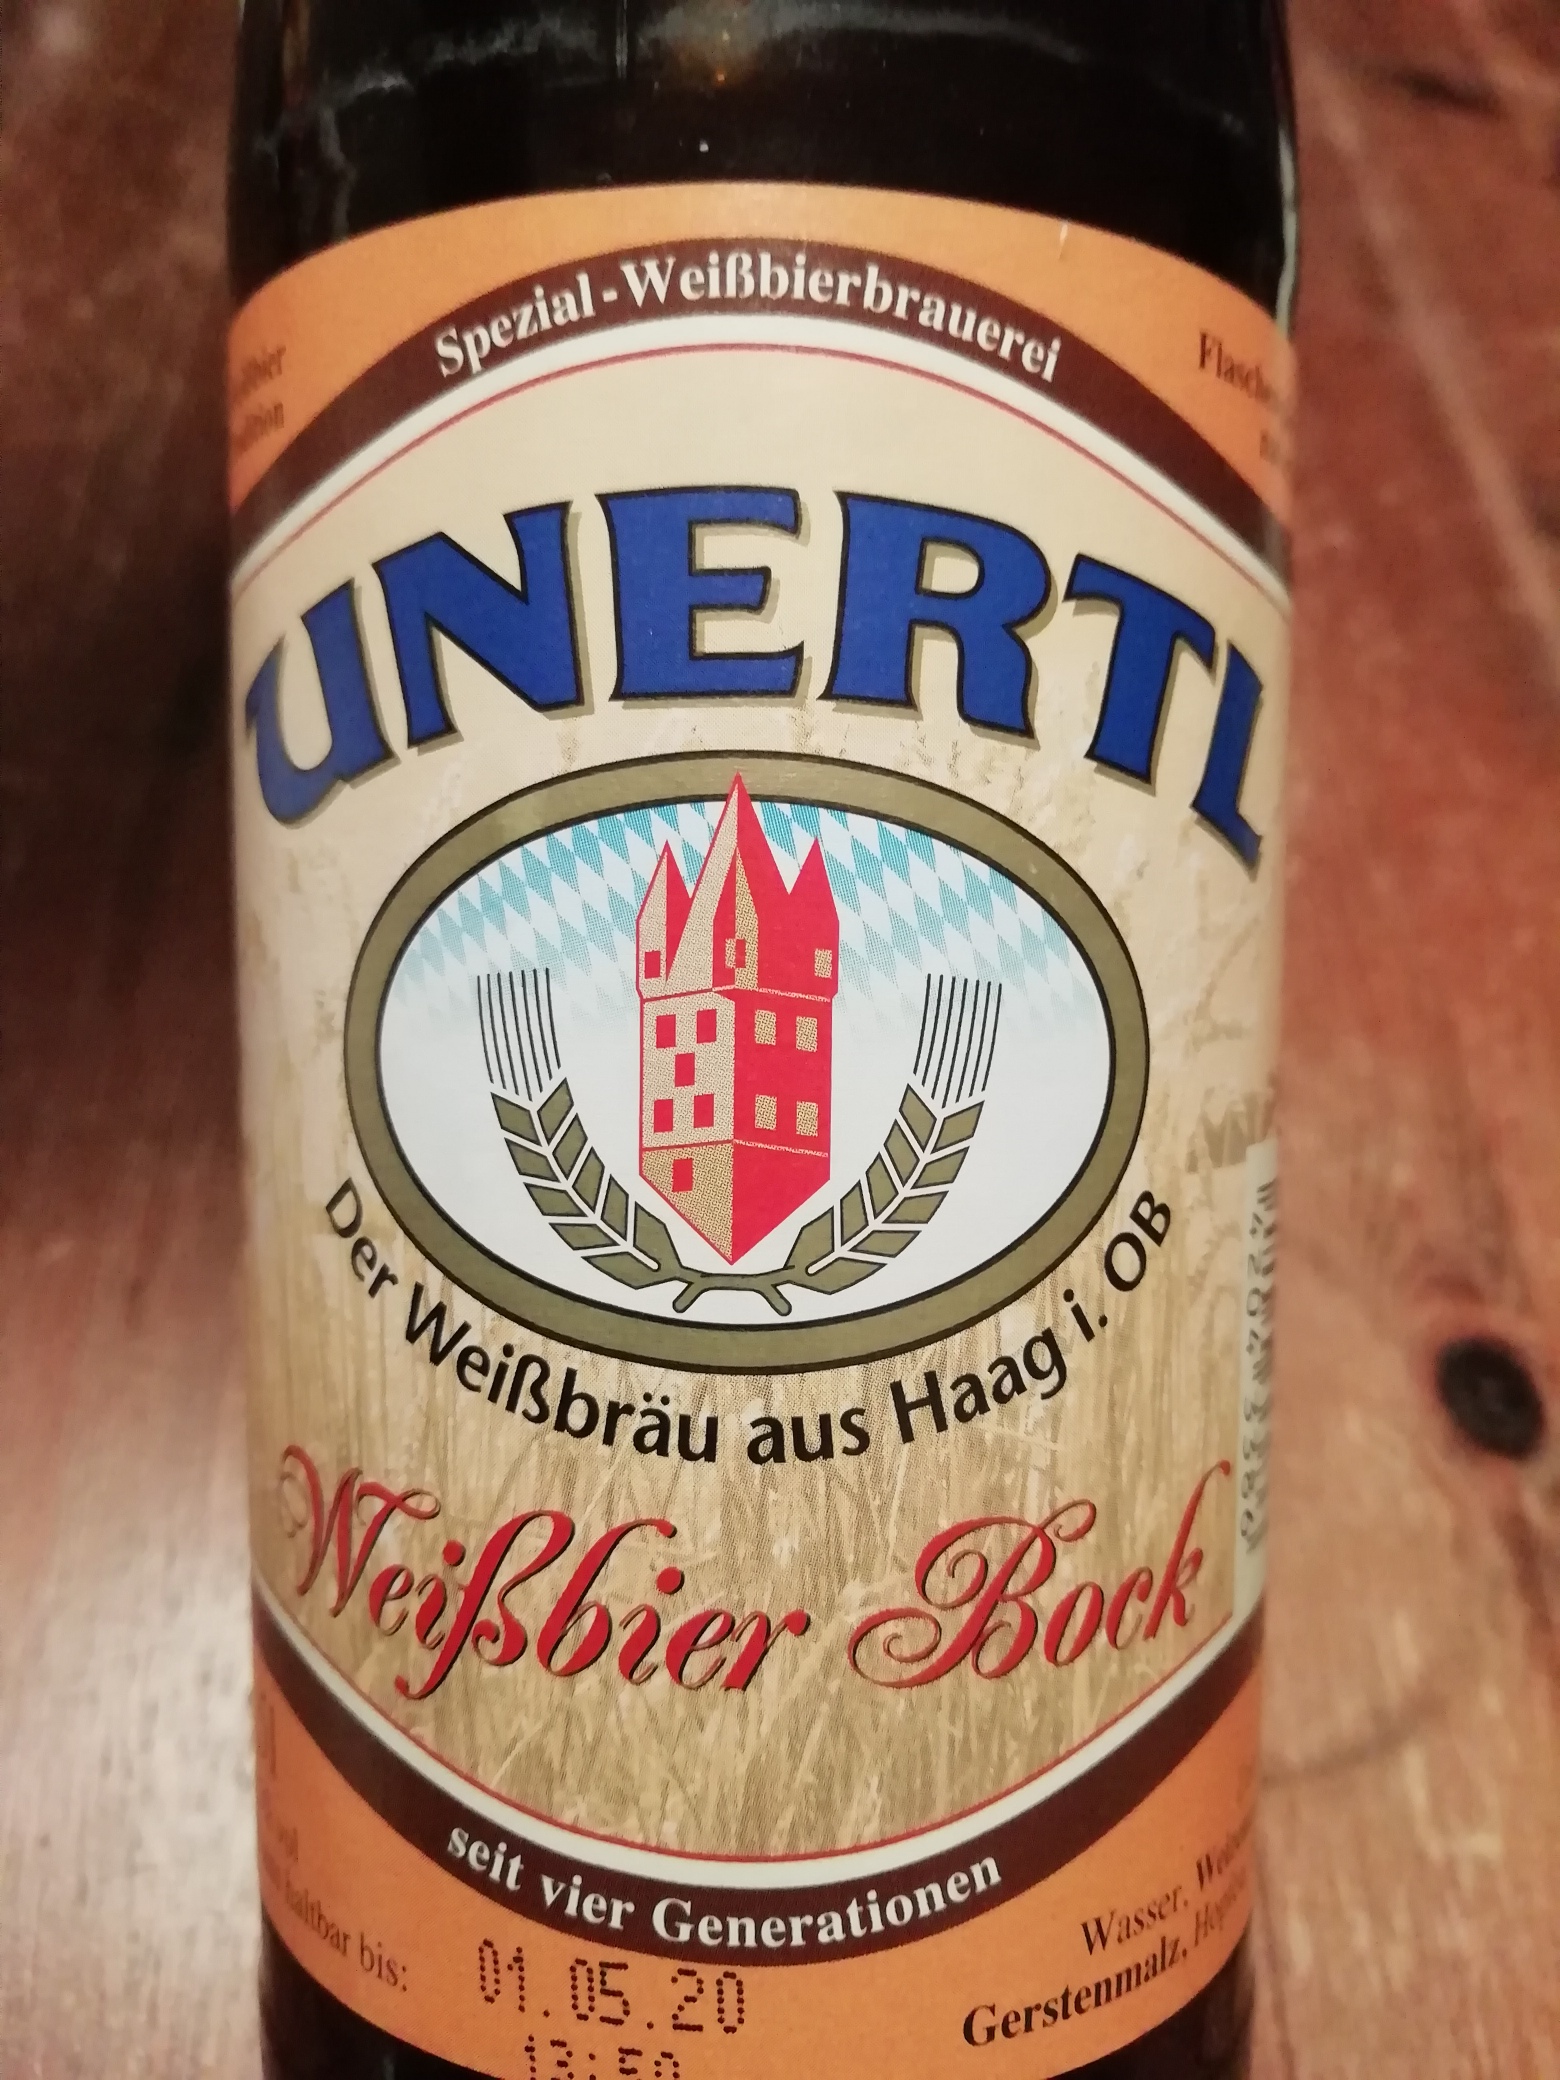 Spezial-Weißbierbrauerei
UNERTL
Der Weißbräu aus Haag i. OB
Weißbier Bock
seit vier Generationen
bis:
01.05.20
Wasser,
Gerstenmalz,